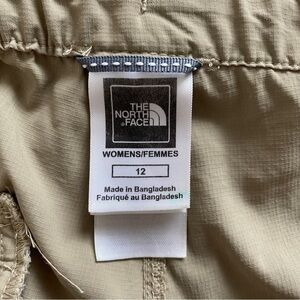 THE
NORTH
FACE
WOMENS/FEMMES
12
Made in Bangladesh
Fabriqué au Bangladesh